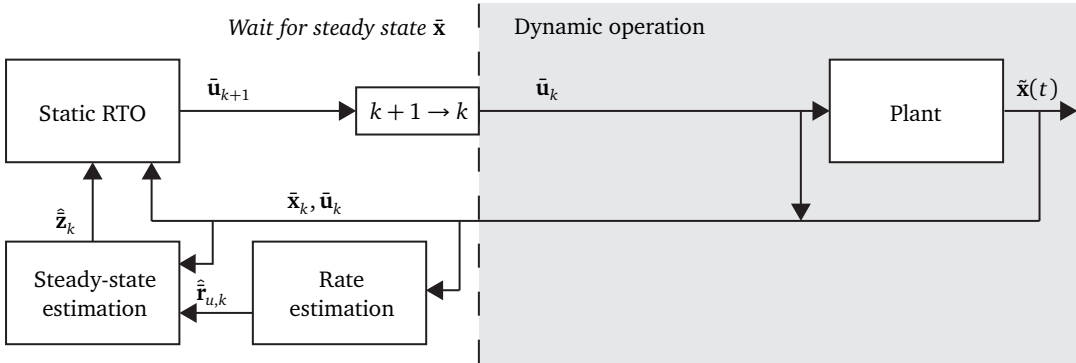 Wait for steady state x̄
Dynamic operation
Static RTO
ū_{k+1}
k + 1 → k
ū_k
Plant
x̃(t)
x̄_k, ū_k
ẑ̄_k
Steady-state
estimation
r̂̄_{u,k}
Rate
estimation